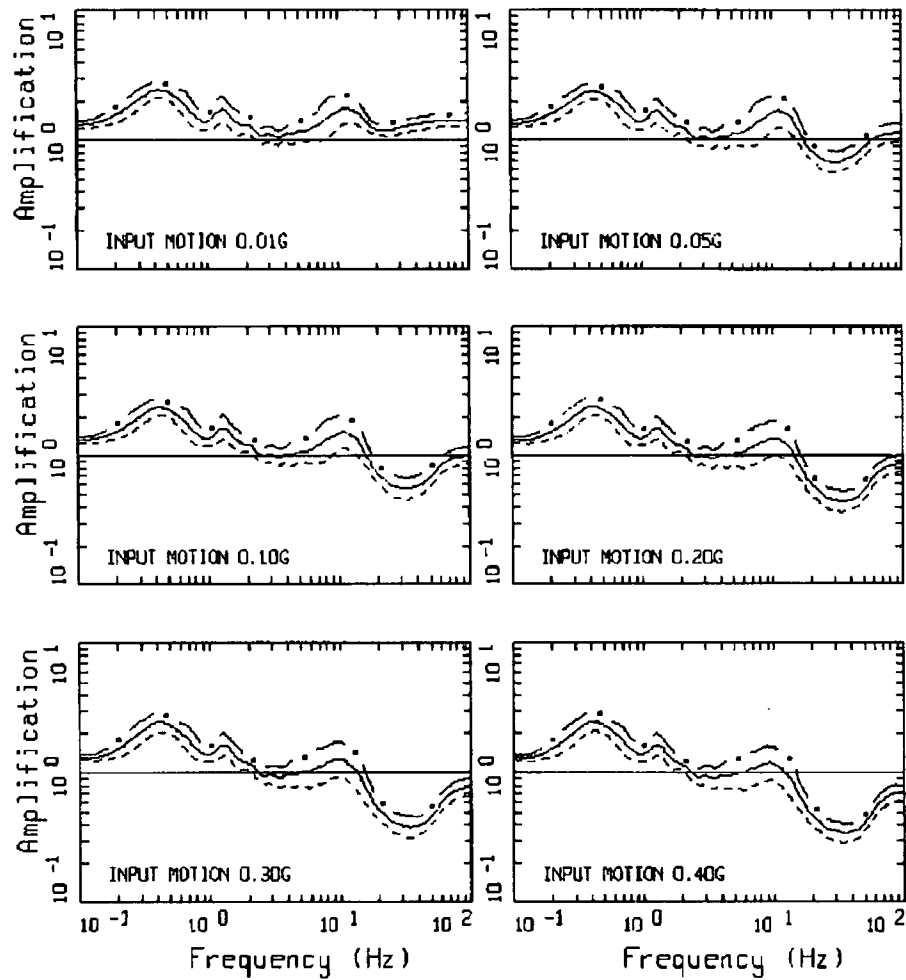 Amplification
10^1
10^0
10^-1
INPUT MOTION 0.01G
10^1
10^0
10^-1
INPUT MOTION 0.05G
Amplification
10^1
10^0
10^-1
INPUT MOTION 0.10G
10^1
10^0
10^-1
INPUT MOTION 0.20G
Amplification
10^1
10^0
10^-1
INPUT MOTION 0.30G
10^1
10^0
10^-1
INPUT MOTION 0.40G
10^-1 10^0 10^1 10^2
10^-1 10^0 10^1 10^2
Frequency (Hz)
Frequency (Hz)